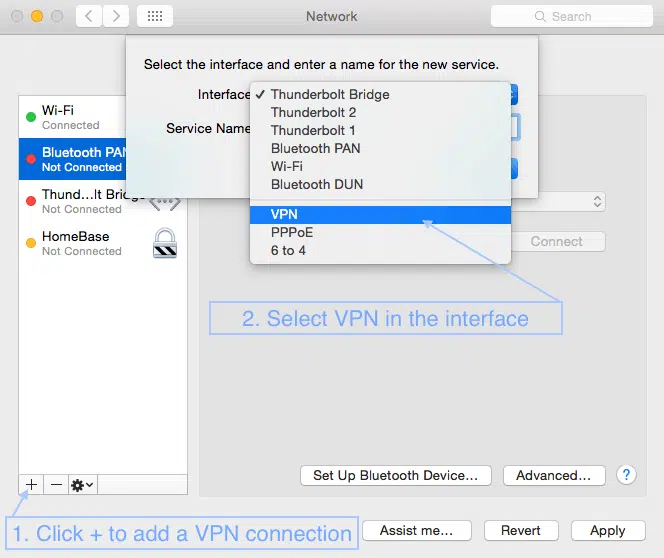 Network
Search
Select the interface and enter a name for the new service.
Interface
✓ Thunderbolt Bridge
Thunderbolt 2
Service Name
Thunderbolt 1
Bluetooth PAN
Wi-Fi
Bluetooth DUN
VPN
PPPoE
6 to 4
Wi-Fi
Connected
Bluetooth PAN
Not Connected
Thund...lt Bridge
Not Connected
HomeBase
Not Connected
Connect
2. Select VPN in the interface
Set Up Bluetooth Device...
Advanced...
?
+ −
1. Click + to add a VPN connection
Assist me...
Revert
Apply